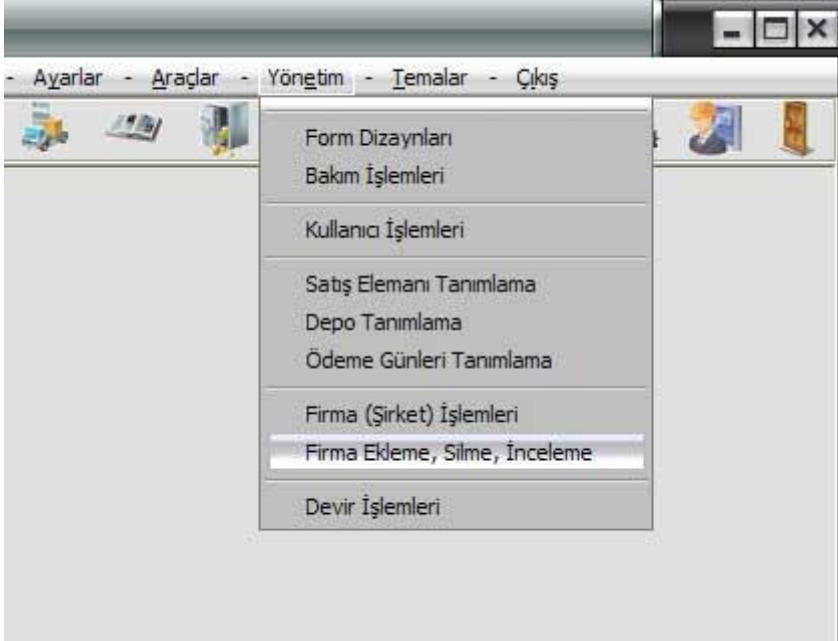 - Ayarlar - Araçlar - Yönetim - Temalar - Çıkış
Form Dizaynları
Bakım İşlemleri
Kullanıcı İşlemleri
Satış Elemanı Tanımlama
Depo Tanımlama
Ödeme Günleri Tanımlama
Firma (Şirket) İşlemleri
Firma Ekleme, Silme, İnceleme
Devir İşlemleri